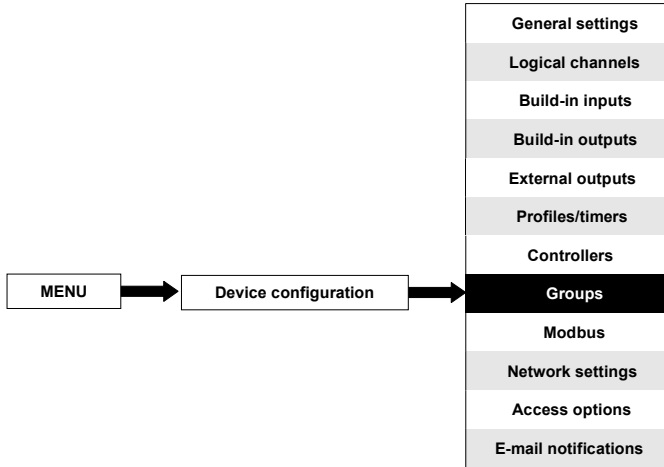 General settings
Logical channels
Build-in inputs
Build-in outputs
External outputs
Profiles/timers
Controllers
MENU
Device configuration
Groups
Modbus
Network settings
Access options
E-mail notifications